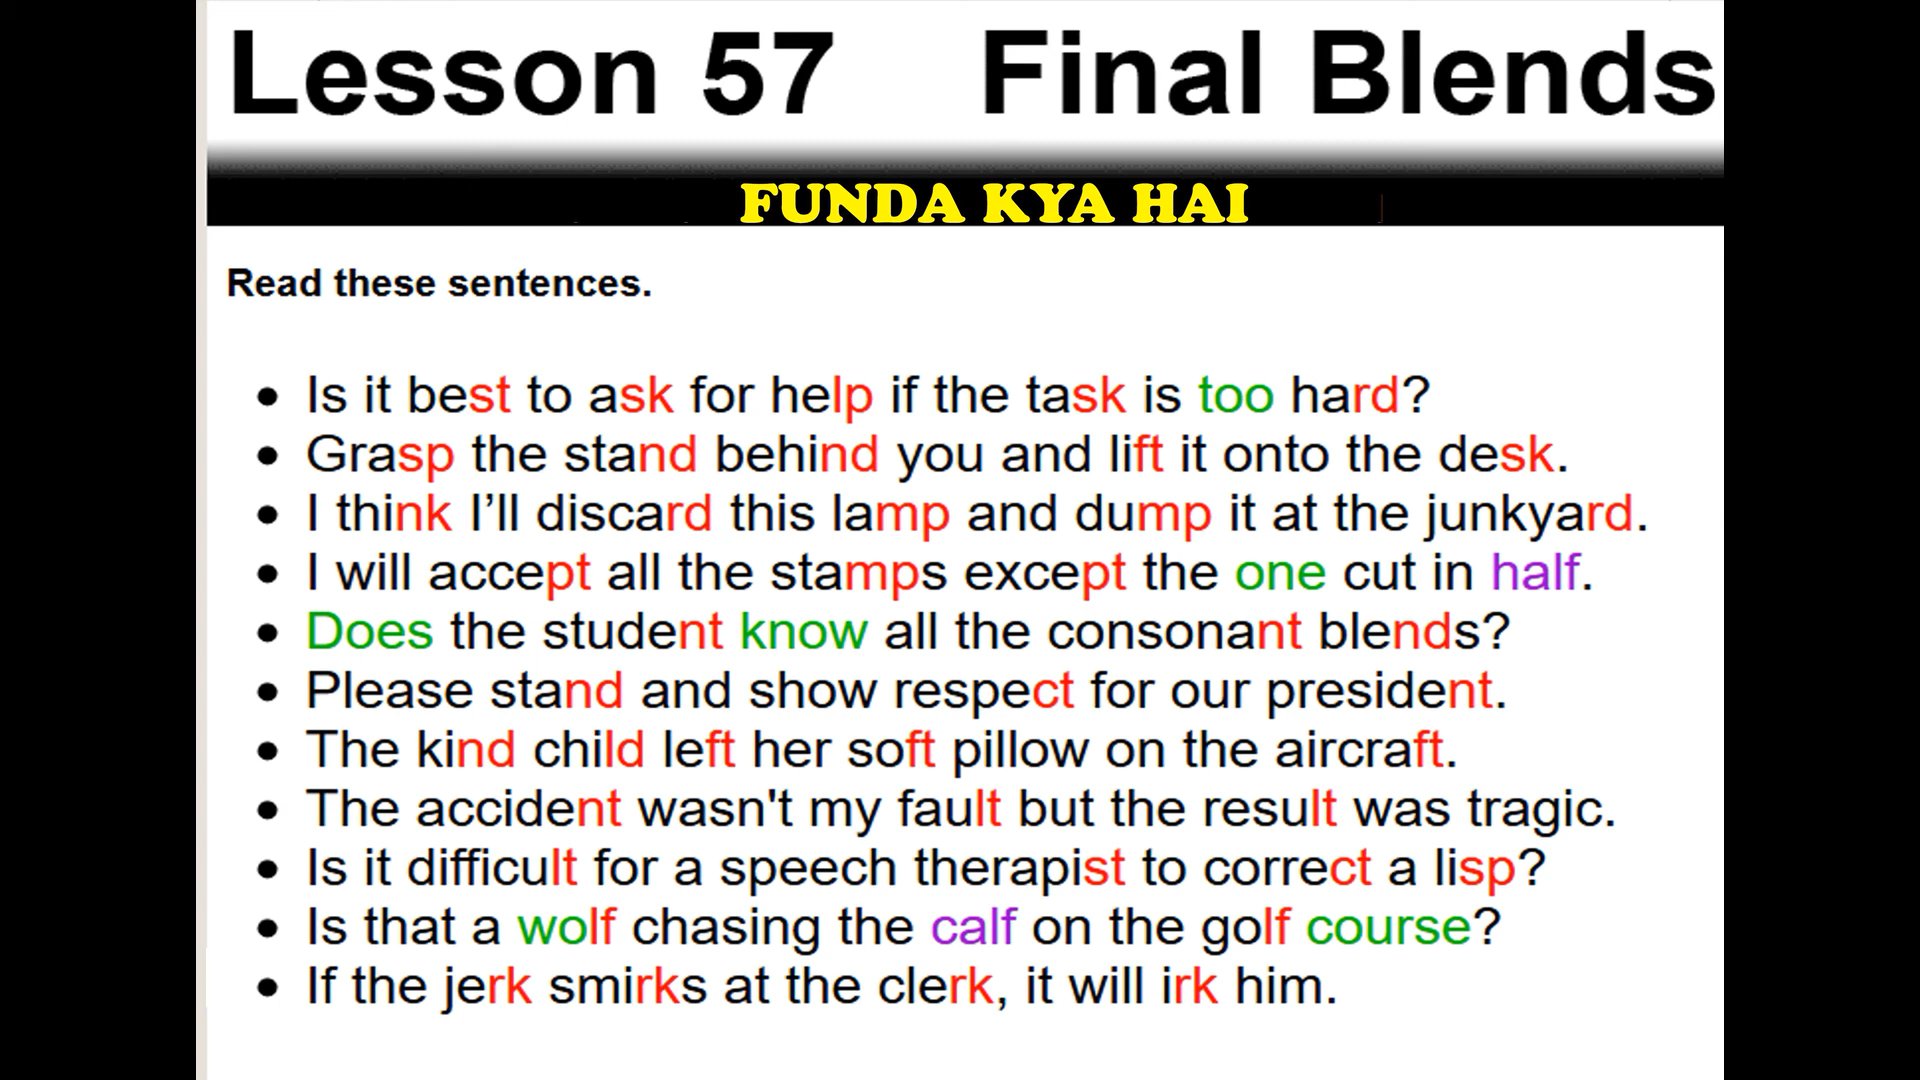 Lesson 57 Final Blends
FUNDA KYA HAI
Read these sentences.
• Is it best to ask for help if the task is too hard?
• Grasp the stand behind you and lift it onto the desk.
• I think I’ll discard this lamp and dump it at the junkyard.
• I will accept all the stamps except the one cut in half.
• Does the student know all the consonant blends?
• Please stand and show respect for our president.
• The kind child left her soft pillow on the aircraft.
• The accident wasn't my fault but the result was tragic.
• Is it difficult for a speech therapist to correct a lisp?
• Is that a wolf chasing the calf on the golf course?
• If the jerk smirks at the clerk, it will irk him.